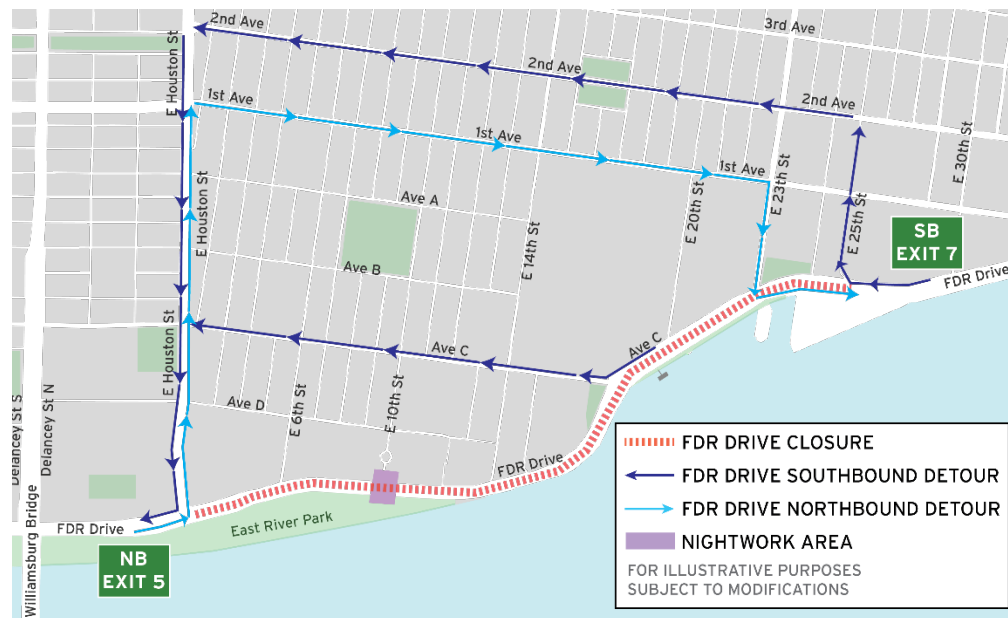 2nd Ave
3rd Ave
E Houston St
2nd Ave
2nd Ave
1st Ave
1st Ave
1st Ave
E 23rd St
E 30th St
E Houston St
Ave A
E 20th St
E 25th St
E 14th St
SB
EXIT 7
FDR Drive
Ave B
E Houston St
Ave C
Ave C
Delancey St S
Delancey St N
Ave D
E 6th St
E 10th St
FDR Drive
East River Park
FDR Drive
NB
EXIT 5
Williamsburg Bridge
FDR DRIVE CLOSURE
FDR DRIVE SOUTHBOUND DETOUR
FDR DRIVE NORTHBOUND DETOUR
NIGHTWORK AREA
FOR ILLUSTRATIVE PURPOSES
SUBJECT TO MODIFICATIONS